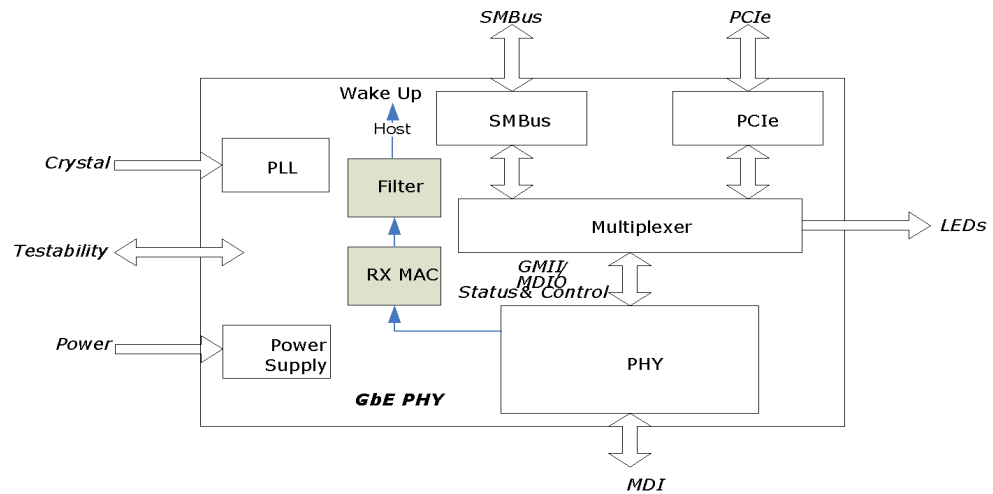 SMBus
PCIe
Wake Up
Host
SMBus
PCIe
Crystal
PLL
Filter
Multiplexer
LEDs
Testability
RX MAC
GMII/
MDIO
Status& Control
Power
Power
Supply
PHY
GbE PHY
MDI